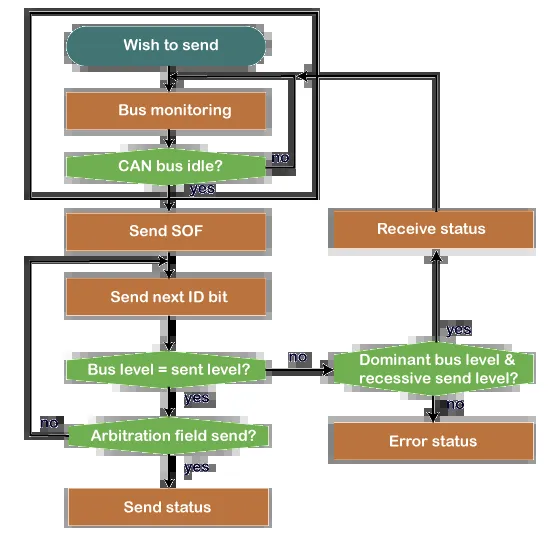 Wish to send
Bus monitoring
CAN bus idle?
no
yes
Send SOF
Receive status
Send next ID bit
yes
Bus level = sent level?
no
Dominant bus level &
recessive send level?
yes
no
no
Arbitration field send?
Error status
yes
Send status